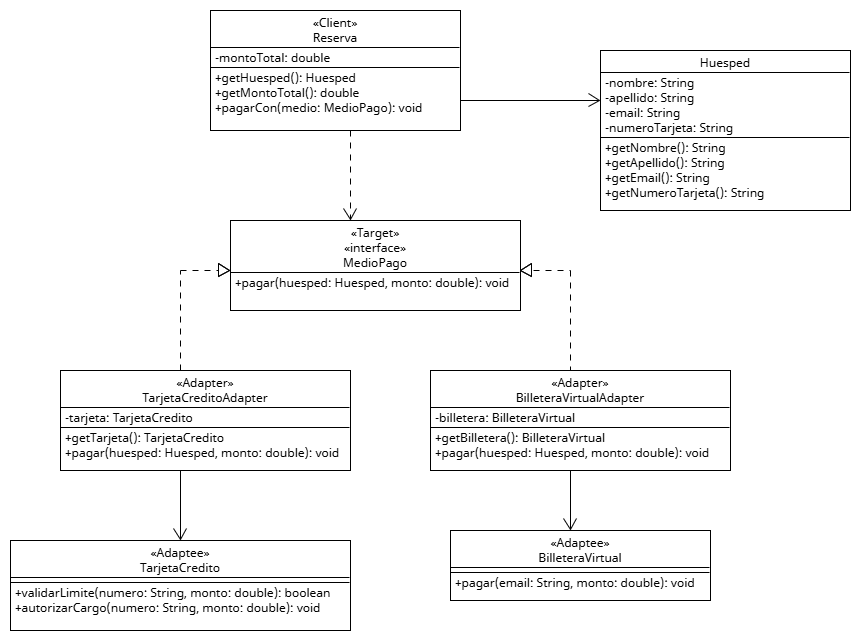 «Client»
Reserva
-montoTotal: double
+getHuesped(): Huesped
+getMontoTotal(): double
+pagarCon(medio: MedioPago): void
Huesped
-nombre: String
-apellido: String
-email: String
-numeroTarjeta: String
+getNombre(): String
+getApellido(): String
+getEmail(): String
+getNumeroTarjeta(): String
«Target»
«interface»
MedioPago
+pagar(huesped: Huesped, monto: double): void
«Adapter»
TarjetaCreditoAdapter
-tarjeta: TarjetaCredito
+getTarjeta(): TarjetaCredito
+pagar(huesped: Huesped, monto: double): void
«Adapter»
BilleteraVirtualAdapter
-billetera: BilleteraVirtual
+getBilletera(): BilleteraVirtual
+pagar(huesped: Huesped, monto: double): void
«Adaptee»
TarjetaCredito
+validarLimite(numero: String, monto: double): boolean
+autorizarCargo(numero: String, monto: double): void
«Adaptee»
BilleteraVirtual
+pagar(email: String, monto: double): void